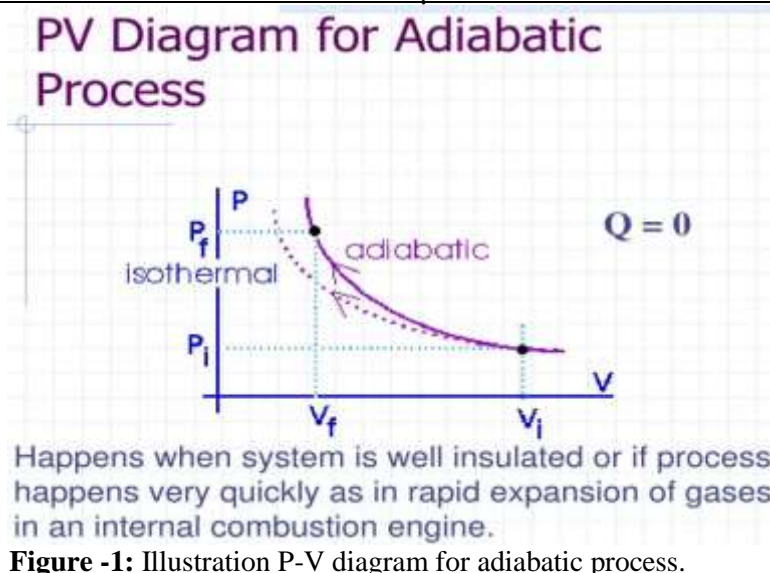 PV Diagram for Adiabatic
Process
P
Pf
Q = 0
adiabatic
isothermal
Pi
V
Vf
Vi
Happens when system is well insulated or if process
happens very quickly as in rapid expansion of gases
in an internal combustion engine.
Figure -1: Illustration P-V diagram for adiabatic process.